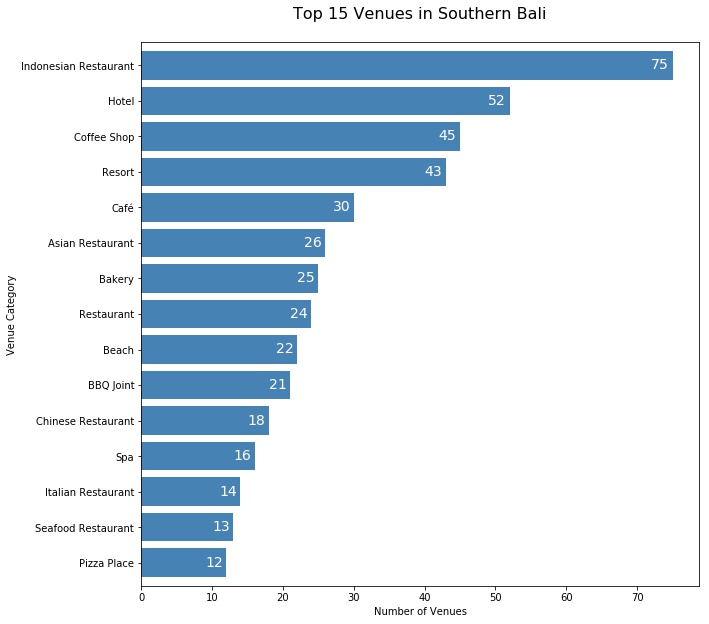 Top 15 Venues in Southern Bali
Venue Category
Indonesian Restaurant 75
Hotel 52
Coffee Shop 45
Resort 43
Café 30
Asian Restaurant 26
Bakery 25
Restaurant 24
Beach 22
BBQ Joint 21
Chinese Restaurant 18
Spa 16
Italian Restaurant 14
Seafood Restaurant 13
Pizza Place 12
0 10 20 30 40 50 60 70
Number of Venues